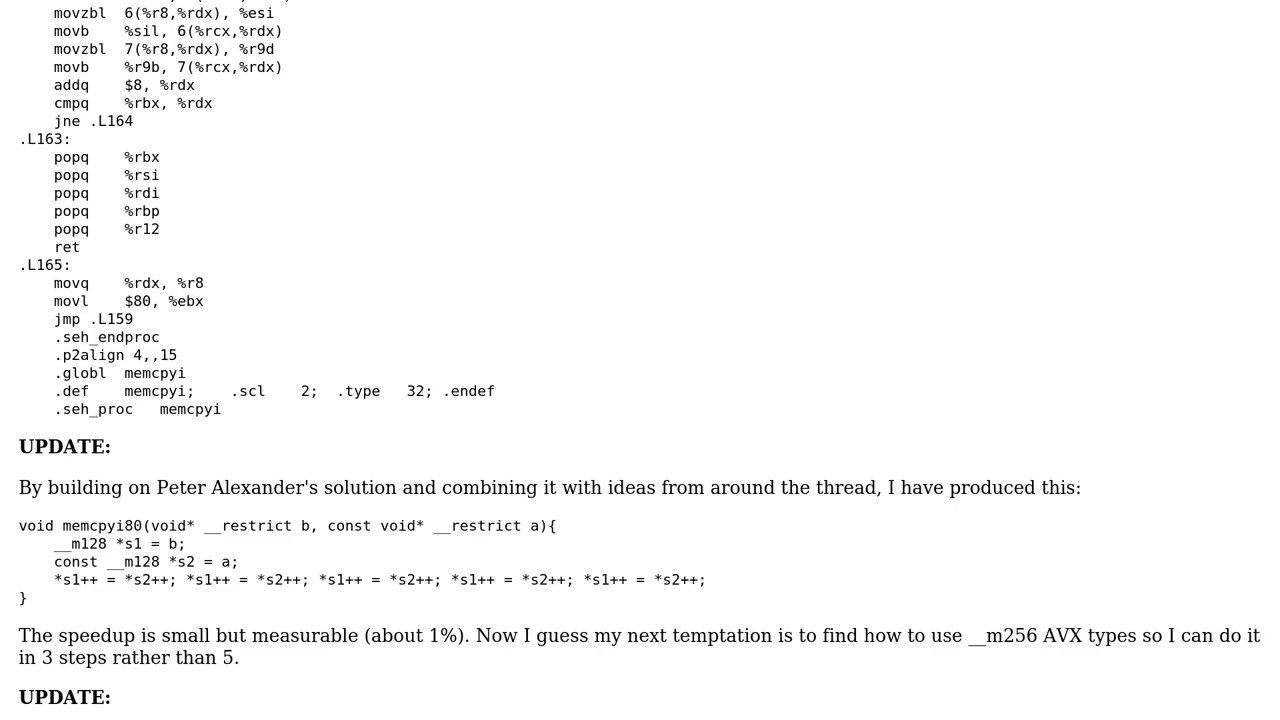 movzbl  6(%r8,%rdx), %esi
movb    %sil, 6(%rcx,%rdx)
movzbl  7(%r8,%rdx), %r9d
movb    %r9b, 7(%rcx,%rdx)
addq    $8, %rdx
cmpq    %rbx, %rdx
jne .L164
.L163:
popq    %rbx
popq    %rsi
popq    %rdi
popq    %rbp
popq    %r12
ret
.L165:
movq    %rdx, %r8
movl    $80, %ebx
jmp .L159
.seh_endproc
.p2align 4,,15
.globl  memcpyi
.def    memcpyi;    .scl    2;  .type   32; .endef
.seh_proc   memcpyi
UPDATE:
By building on Peter Alexander's solution and combining it with ideas from around the thread, I have produced this:
void memcpyi80(void* __restrict b, const void* __restrict a){
__m128 *s1 = b;
const __m128 *s2 = a;
*s1++ = *s2++; *s1++ = *s2++; *s1++ = *s2++; *s1++ = *s2++; *s1++ = *s2++;
}
The speedup is small but measurable (about 1%). Now I guess my next temptation is to find how to use __m256 AVX types so I can do it
in 3 steps rather than 5.
UPDATE: